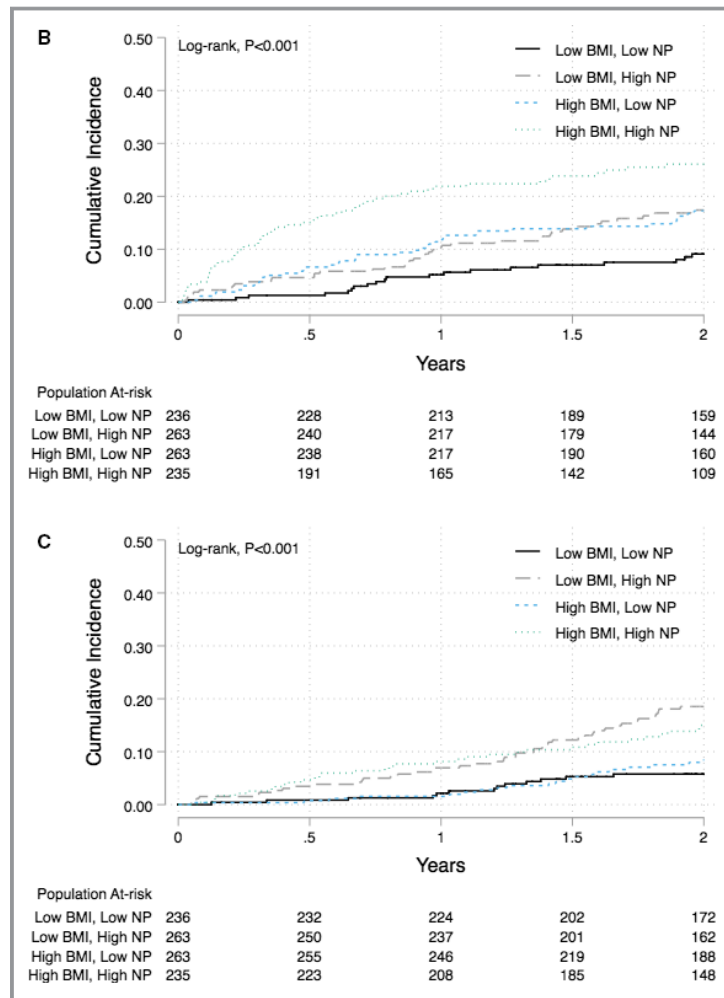 B
Log-rank, P<0.001
Low BMI, Low NP
Low BMI, High NP
High BMI, Low NP
High BMI, High NP
Cumulative Incidence
0.50
0.40
0.30
0.20
0.10
0.00
0 .5 1 1.5 2
Years
Population At-risk
Low BMI, Low NP 236 228 213 189 159
Low BMI, High NP 263 240 217 179 144
High BMI, Low NP 263 238 217 190 160
High BMI, High NP 235 191 165 142 109
C
Log-rank, P<0.001
Low BMI, Low NP
Low BMI, High NP
High BMI, Low NP
High BMI, High NP
Cumulative Incidence
0.50
0.40
0.30
0.20
0.10
0.00
0 .5 1 1.5 2
Years
Population At-risk
Low BMI, Low NP 236 232 224 202 172
Low BMI, High NP 263 250 237 201 162
High BMI, Low NP 263 255 246 219 188
High BMI, High NP 235 223 208 185 148